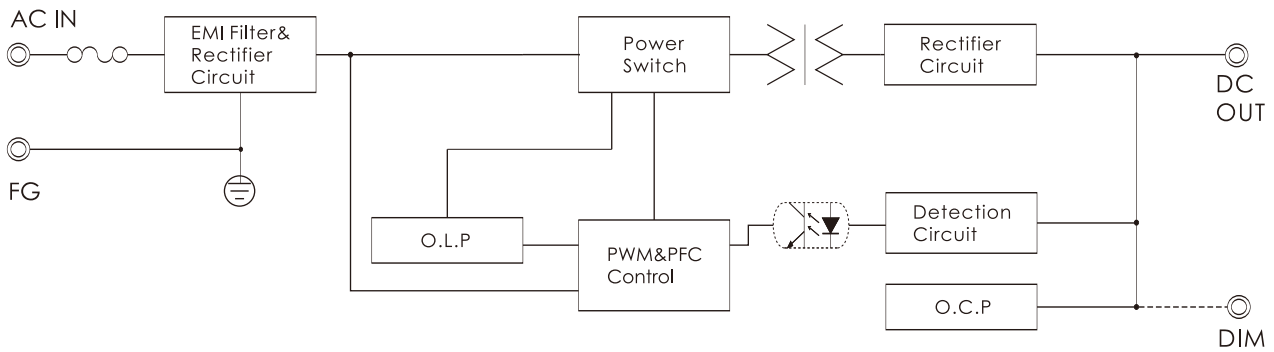 AC IN
EMI Filter&
Rectifier
Circuit
Power
Switch
Rectifier
Circuit
DC
OUT
FG
O.L.P
PWM&PFC
Control
Detection
Circuit
O.C.P
DIM